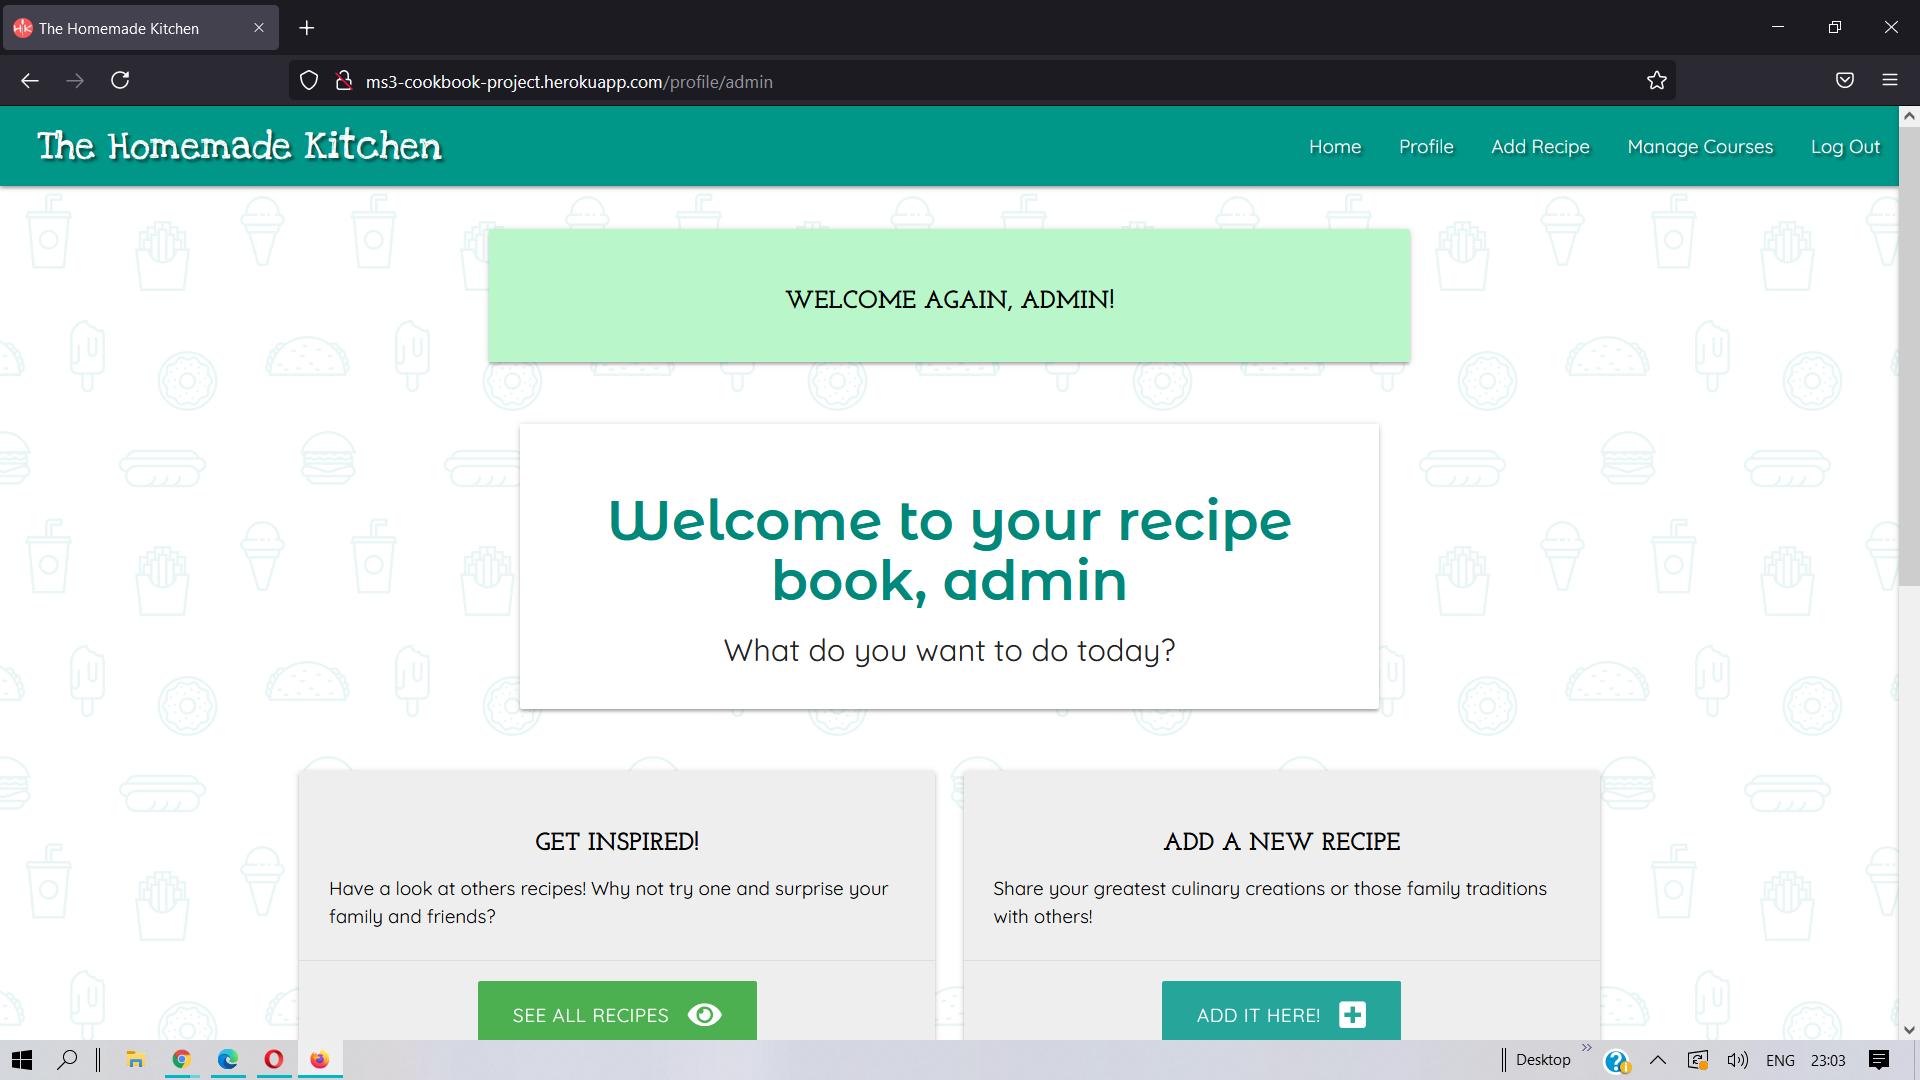 The Homemade Kitchen
ms3-cookbook-project.herokuapp.com/profile/admin
The Homemade Kitchen
Home Profile Add Recipe Manage Courses Log Out
WELCOME AGAIN, ADMIN!
Welcome to your recipe
book, admin
What do you want to do today?
GET INSPIRED!
Have a look at others recipes! Why not try one and surprise your
family and friends?
SEE ALL RECIPES
ADD A NEW RECIPE
Share your greatest culinary creations or those family traditions
with others!
ADD IT HERE!
Desktop ENG 23:03